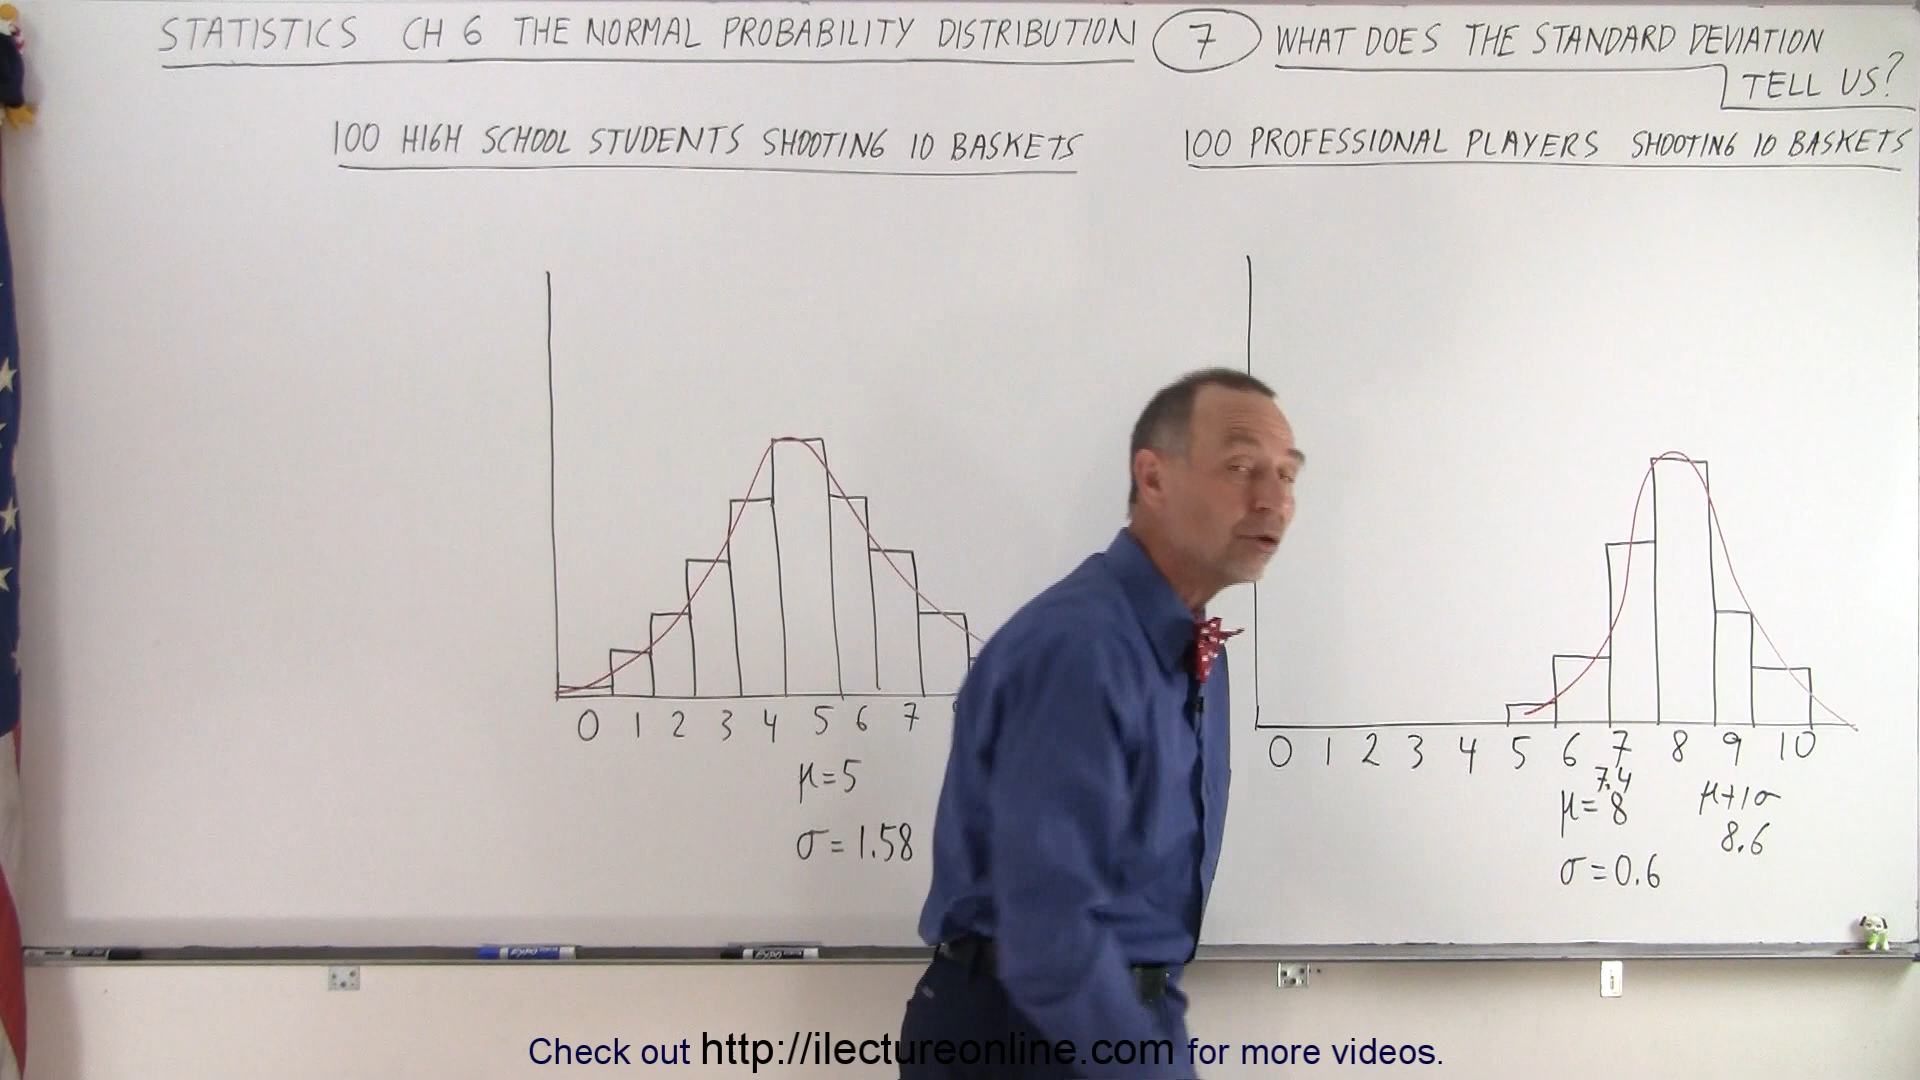 STATISTICS CH 6 THE NORMAL PROBABILITY DISTRIBUTION 7 WHAT DOES THE STANDARD DEVIATION
TELL US?
100 HIGH SCHOOL STUDENTS SHOOTING 10 BASKETS
100 PROFESSIONAL PLAYERS SHOOTING 10 BASKETS
0 1 2 3 4 5 6 7
μ=5
σ=1.58
0 1 2 3 4 5 6 7 8 9 10
7.4
μ=8 μ+1σ
8.6
σ=0.6
Check out http://ilectureonline.com for more videos.